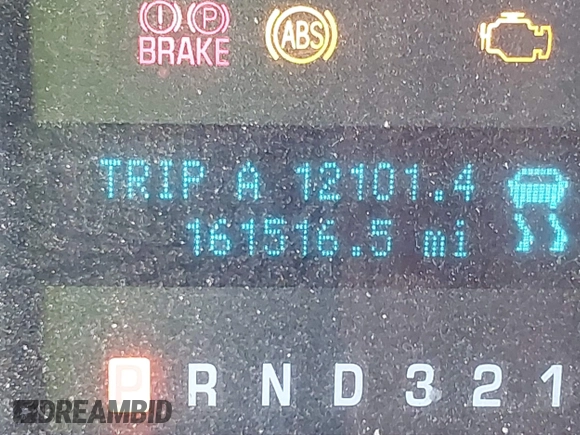 (!) (P)
BRAKE
ABS
TRIP A 12101.4
161516.5 mi
P R N D 3 2 1
DREAMBID